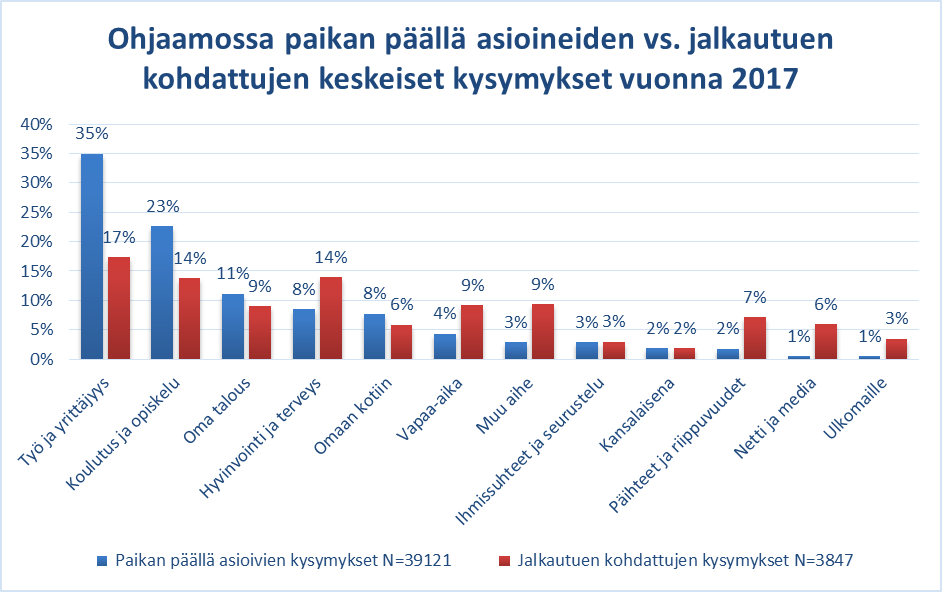 Ohjaamossa paikan päällä asioineiden vs. jalkautuen
kohdattujen keskeiset kysymykset vuonna 2017
40%
35%
30%
25%
20%
15%
10%
5%
0%
35%
17%
23%
14%
11%
9%
8%
14%
8%
6%
4%
9%
3%
9%
3%
3%
2%
2%
2%
7%
1%
6%
1%
3%
Työ ja yrittäjyys
Koulutus ja opiskelu
Oma talous
Hyvinvointi ja terveys
Omaan kotiin
Vapaa-aika
Muu aihe
Ihmissuhteet ja seurustelu
Kansalaisena
Päihteet ja riippuvuudet
Netti ja media
Ulkomaille
Paikan päällä asioivien kysymykset N=39121
Jalkautuen kohdattujen kysymykset N=3847